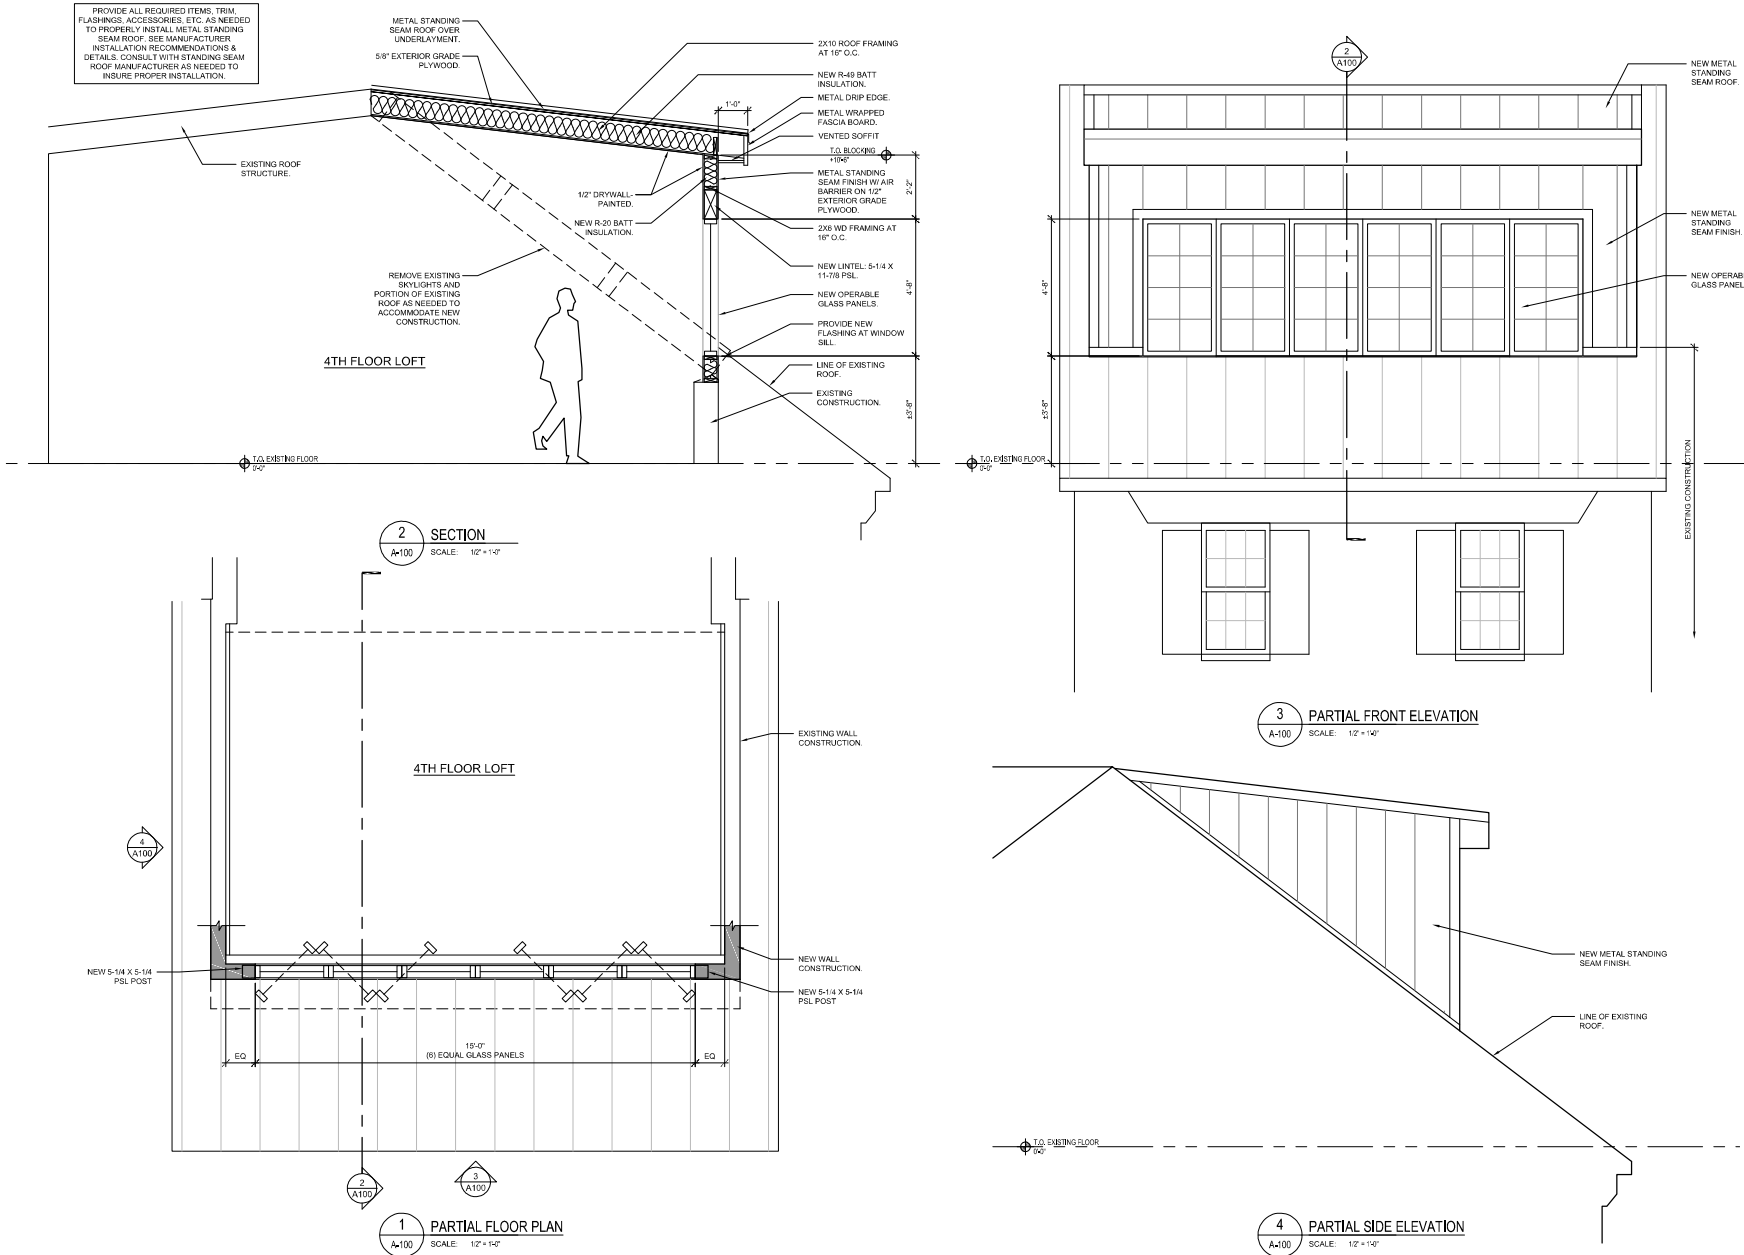 PROVIDE ALL REQUIRED ITEMS, TRIM,
FLASHINGS, ACCESSORIES, ETC. AS NEEDED
TO PROPERLY INSTALL METAL STANDING
SEAM ROOF. SEE MANUFACTURER
INSTALLATION RECOMMENDATIONS &
DETAILS. CONSULT WITH STANDING SEAM
ROOF MANUFACTURER AS NEEDED TO
INSURE PROPER INSTALLATION.
METAL STANDING
SEAM ROOF OVER
UNDERLAYMENT.
5/8" EXTERIOR GRADE
PLYWOOD.
EXISTING ROOF
STRUCTURE.
1/2" DRYWALL-
PAINTED.
NEW R-20 BATT
INSULATION.
REMOVE EXISTING
SKYLIGHTS AND
PORTION OF EXISTING
ROOF AS NEEDED TO
ACCOMMODATE NEW
CONSTRUCTION.
4TH FLOOR LOFT
T.O. EXISTING FLOOR
0'-0"
1'-0"
2X10 ROOF FRAMING
AT 16" O.C.
NEW R-49 BATT
INSULATION.
METAL DRIP EDGE.
METAL WRAPPED
FASCIA BOARD.
VENTED SOFFIT
T.O. BLOCKING
+10'-6"
METAL STANDING
SEAM FINISH W/ AIR
BARRIER ON 1/2"
EXTERIOR GRADE
PLYWOOD.
2X6 WD FRAMING AT
16" O.C.
NEW LINTEL: 5-1/4 X
11-7/8 PSL.
NEW OPERABLE
GLASS PANELS.
PROVIDE NEW
FLASHING AT WINDOW
SILL.
LINE OF EXISTING
ROOF.
EXISTING
CONSTRUCTION.
2'-2"
4'-8"
±3'-8"
2
A-100
SECTION
SCALE: 1/2" = 1'-0"
2
A100
NEW METAL
STANDING
SEAM ROOF.
NEW METAL
STANDING
SEAM FINISH.
NEW OPERAB
GLASS PANEL
4'-8"
±3'-8"
T.O. EXISTING FLOOR
0'-0"
EXISTING CONSTRUCTION
3
A-100
PARTIAL FRONT ELEVATION
SCALE: 1/2" = 1'-0"
4TH FLOOR LOFT
EXISTING WALL
CONSTRUCTION.
4
A100
NEW 5-1/4 X 5-1/4
PSL POST
NEW WALL
CONSTRUCTION.
NEW 5-1/4 X 5-1/4
PSL POST
EQ
15'-0"
(6) EQUAL GLASS PANELS
EQ
2
A100
3
A100
1
A-100
PARTIAL FLOOR PLAN
SCALE: 1/2" = 1'-0"
NEW METAL STANDING
SEAM FINISH.
LINE OF EXISTING
ROOF.
T.O. EXISTING FLOOR
0'-0"
4
A-100
PARTIAL SIDE ELEVATION
SCALE: 1/2" = 1'-0"